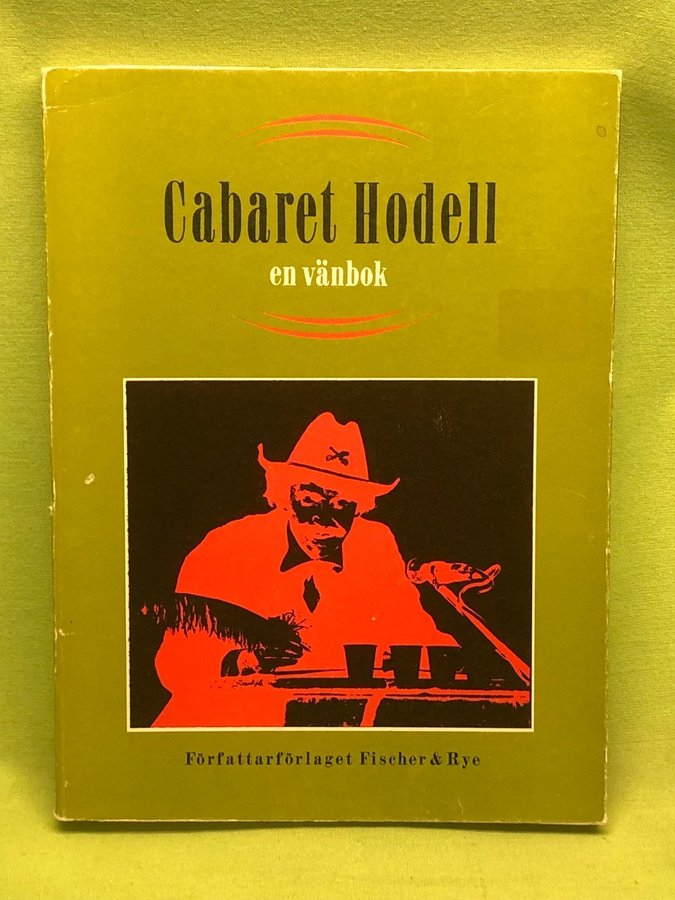 Cabaret Hodell
en vänbok
Författarförlaget Fischer & Rye